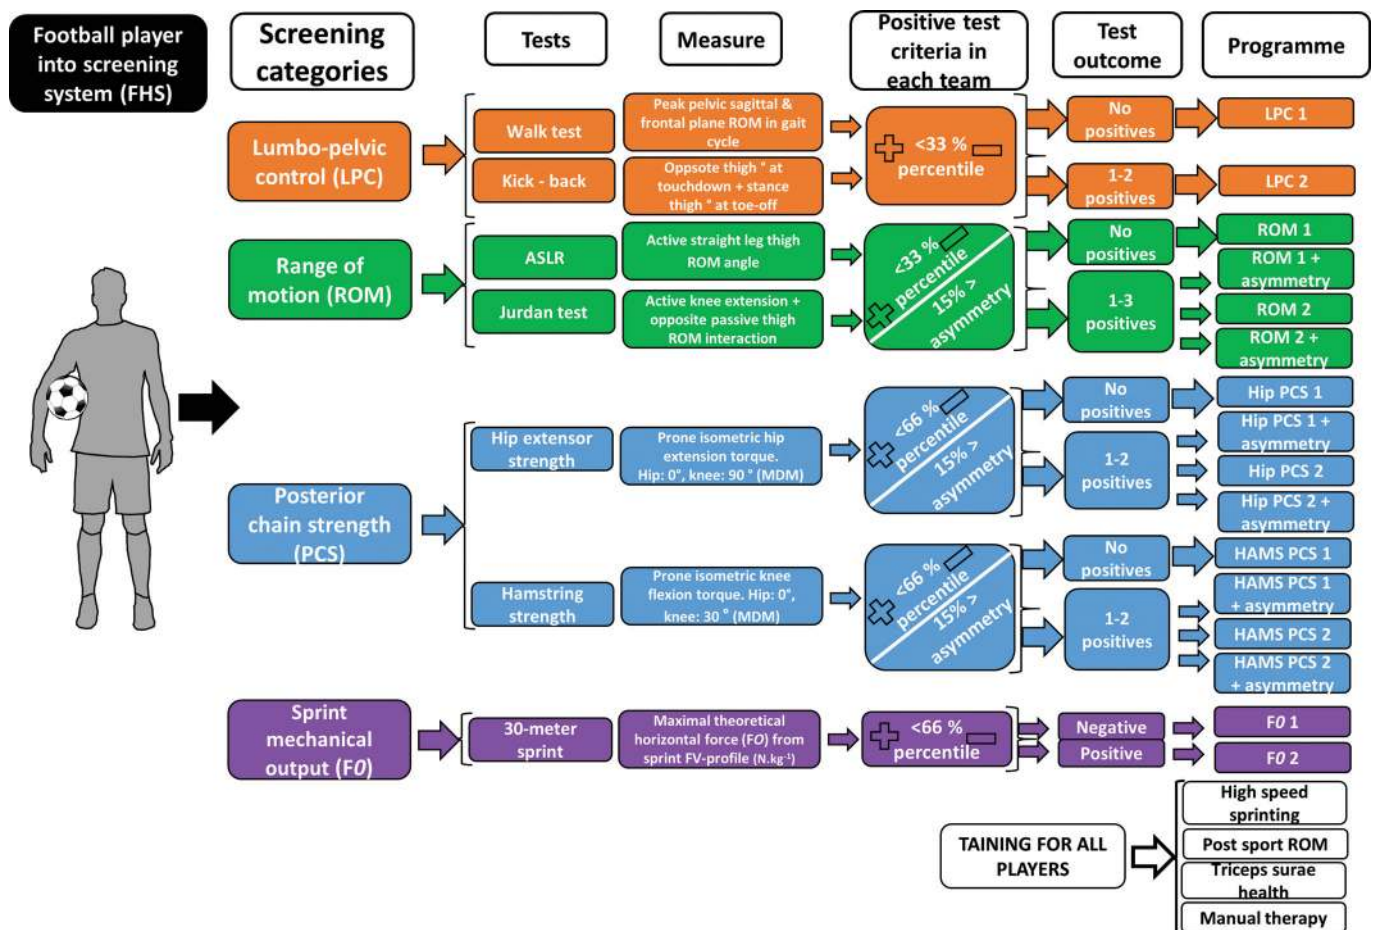 Football player
into screening
system (FHS)
Screening
categories
Tests
Measure
Positive test
criteria in
each team
Test
outcome
Programme
Lumbo-pelvic
control (LPC)
Walk test
Peak pelvic sagittal &
frontal plane ROM in gait
cycle
Kick - back
Oppsote thigh ° at
touchdown + stance
thigh ° at toe-off
<33 %
percentile
No
positives
LPC 1
1-2
positives
LPC 2
Range of
motion (ROM)
ASLR
Active straight leg thigh
ROM angle
Jurdan test
Active knee extension +
opposite passive thigh
ROM interaction
<33 %
percentile
15% >
asymmetry
No
positives
ROM 1
1-3
positives
ROM 1 +
asymmetry
ROM 2
ROM 2 +
asymmetry
Posterior
chain strength
(PCS)
Hip extensor
strength
Prone isometric hip
extension torque.
Hip: 0°, knee: 90 ° (MDM)
<66 %
percentile
15% >
asymmetry
No
positives
Hip PCS 1
1-2
positives
Hip PCS 1 +
asymmetry
Hip PCS 2
Hip PCS 2 +
asymmetry
Hamstring
strength
Prone isometric knee
flexion torque. Hip: 0°,
knee: 30 ° (MDM)
<66 %
percentile
15% >
asymmetry
No
positives
HAMS PCS 1
1-2
positives
HAMS PCS 1
+ asymmetry
HAMS PCS 2
HAMS PCS 2
+ asymmetry
Sprint
mechanical
output (F0)
30-meter
sprint
Maximal theoretical
horizontal force (FO) from
sprint FV-profile (N.kg⁻¹)
<66 %
percentile
Negative
F0 1
Positive
F0 2
TAINING FOR ALL
PLAYERS
High speed
sprinting
Post sport ROM
Triceps surae
health
Manual therapy